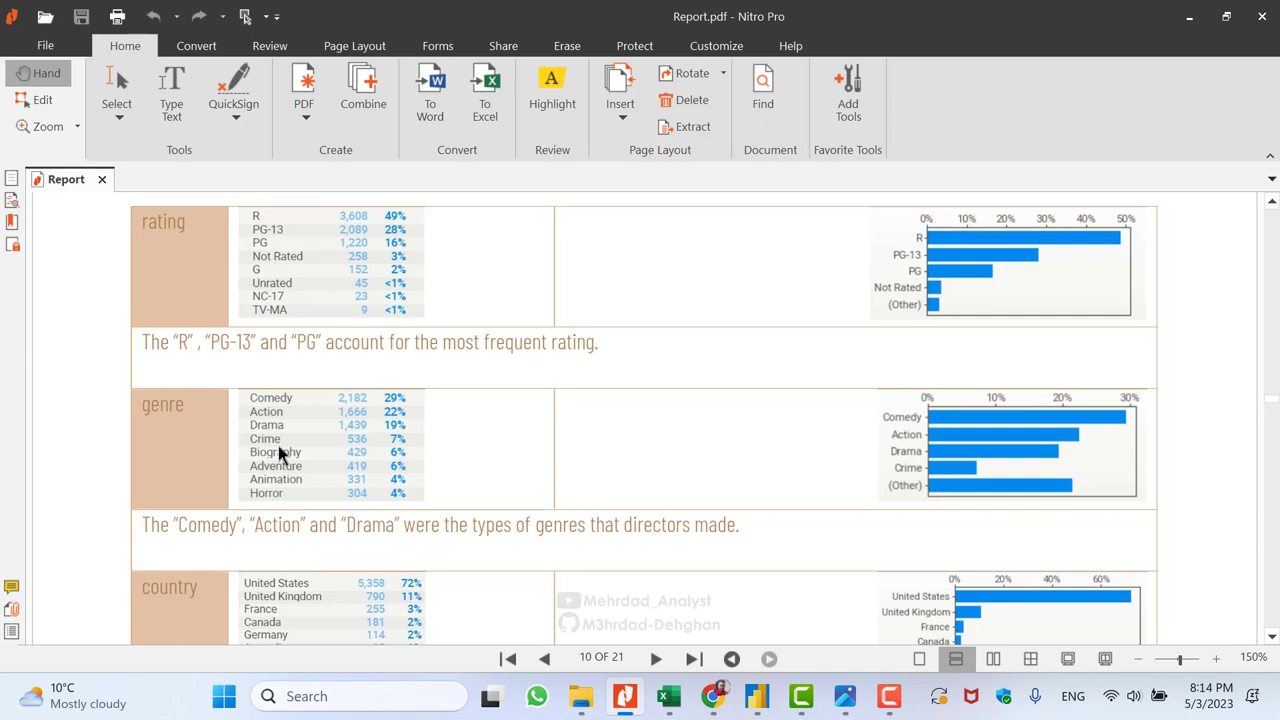 Report.pdf - Nitro Pro
File
Home
Convert
Review
Page Layout
Forms
Share
Erase
Protect
Customize
Help
Hand
Edit
Zoom
Select
Type Text
QuickSign
PDF
Combine
To Word
To Excel
A
Highlight
Insert
Rotate
Delete
Extract
Find
Add Tools
Tools
Create
Convert
Review
Page Layout
Document
Favorite Tools
Report
rating
R 3,608 49%
PG-13 2,089 28%
PG 1,220 16%
Not Rated 258 3%
G 152 2%
Unrated 45 <1%
NC-17 23 <1%
TV-MA 9 <1%
0% 10% 20% 30% 40% 50%
R
PG-13
PG
Not Rated
(Other)
The “R” , “PG-13” and “PG” account for the most frequent rating.
genre
Comedy 2,182 29%
Action 1,666 22%
Drama 1,439 19%
Crime 536 7%
Biography 429 6%
Adventure 419 6%
Animation 331 4%
Horror 304 4%
0% 10% 20% 30%
Comedy
Action
Drama
Crime
(Other)
The “Comedy”, “Action” and “Drama” were the types of genres that directors made.
country
United States 5,358 72%
United Kingdom 790 11%
France 255 3%
Canada 181 2%
Germany 114 2%
0% 20% 40% 60%
United States
United Kingdom
France
Canada
Mehrdad_Analyst
M3hrdad-Dehghan
10 OF 21
150%
10°C
Mostly cloudy
Search
ENG
8:14 PM
5/3/2023